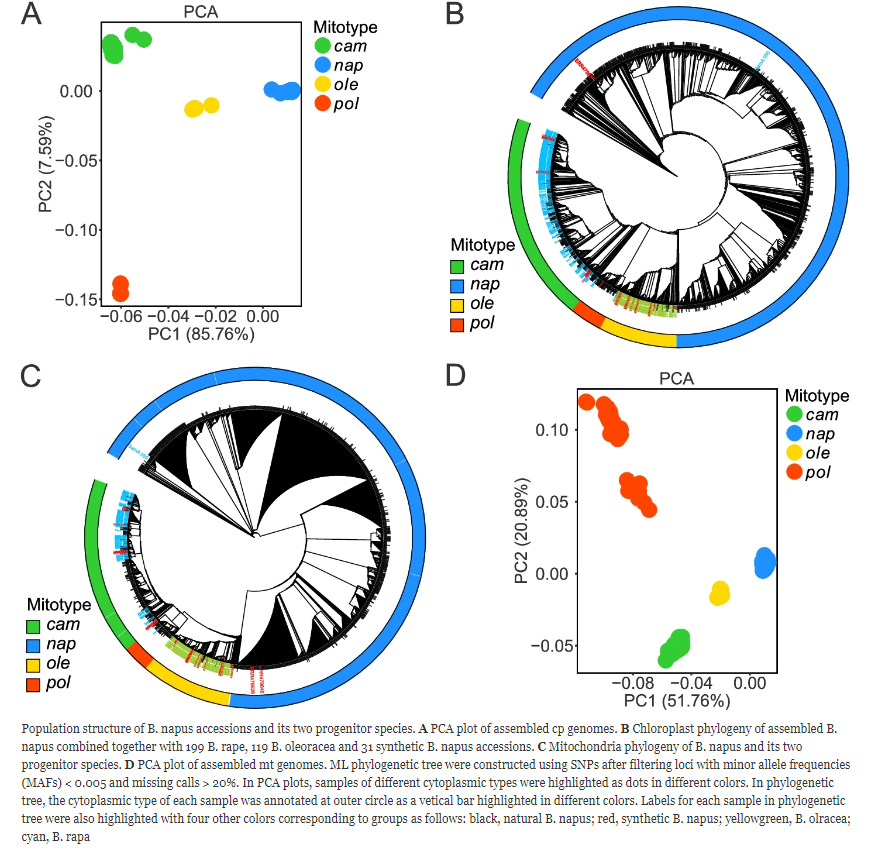 A
PCA
Mitotype
cam
nap
ole
pol
0.00
−0.05
−0.10
−0.15
PC2 (7.59%)
−0.06 −0.04 −0.02 0.00
PC1 (85.76%)
B
Mitotype
cam
nap
ole
pol
C
Mitotype
cam
nap
ole
pol
D
PCA
Mitotype
cam
nap
ole
pol
0.10
0.05
0.00
−0.05
PC2 (20.89%)
−0.08 −0.04 0.00
PC1 (51.76%)
Population structure of B. napus accessions and its two progenitor species. A PCA plot of assembled cp genomes. B Chloroplast phylogeny of assembled B.
napus combined together with 199 B. rape, 119 B. oleoracea and 31 synthetic B. napus accessions. C Mitochondria phylogeny of B. napus and its two
progenitor species. D PCA plot of assembled mt genomes. ML phylogenetic tree were constructed using SNPs after filtering loci with minor allele frequencies
(MAFs) < 0.005 and missing calls > 20%. In PCA plots, samples of different cytoplasmic types were highlighted as dots in different colors. In phylogenetic
tree, the cytoplasmic type of each sample was annotated at outer circle as a vetical bar highlighted in different colors. Labels for each sample in phylogenetic
tree were also highlighted with four other colors corresponding to groups as follows: black, natural B. napus; red, synthetic B. napus; yellowgreen, B. olracea;
cyan, B. rapa